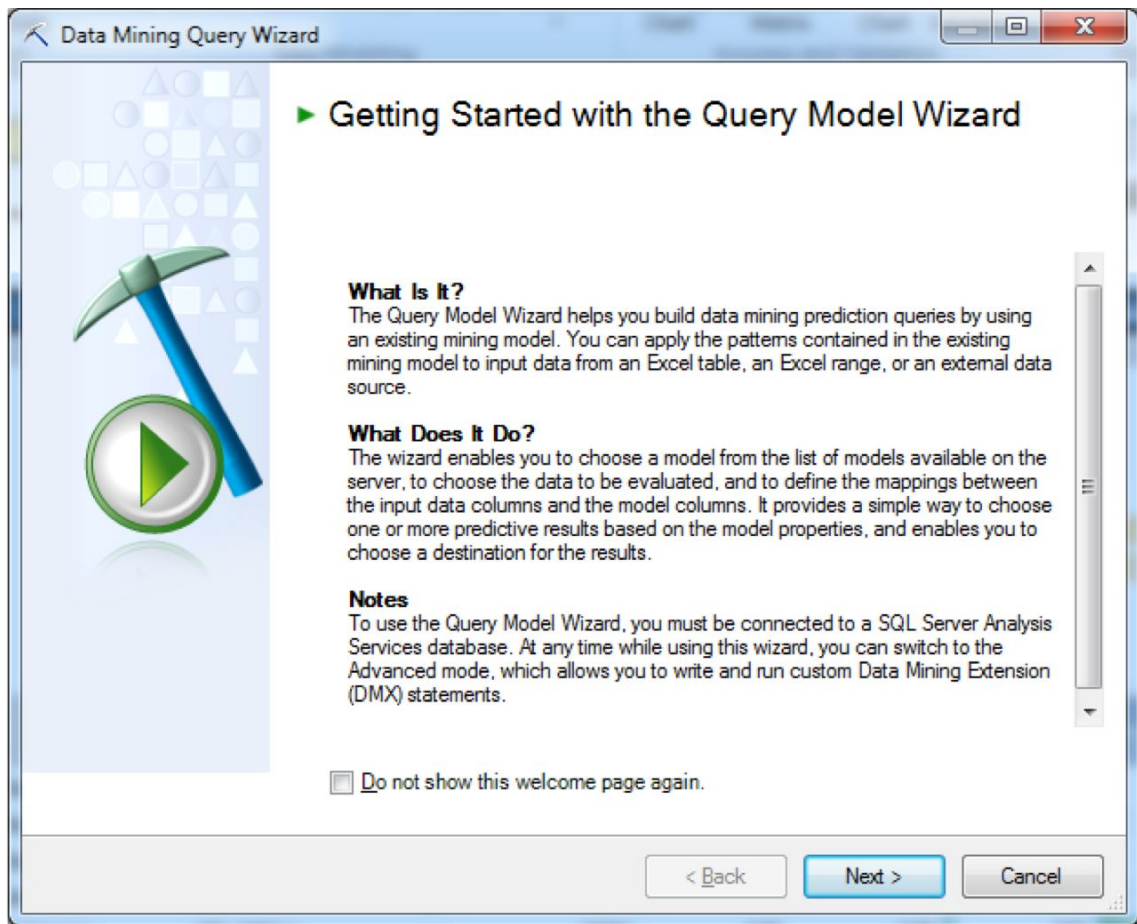 Data Mining Query Wizard
Getting Started with the Query Model Wizard
What Is It?
The Query Model Wizard helps you build data mining prediction queries by using
an existing mining model. You can apply the patterns contained in the existing
mining model to input data from an Excel table, an Excel range, or an external data
source.
What Does It Do?
The wizard enables you to choose a model from the list of models available on the
server, to choose the data to be evaluated, and to define the mappings between
the input data columns and the model columns. It provides a simple way to choose
one or more predictive results based on the model properties, and enables you to
choose a destination for the results.
Notes
To use the Query Model Wizard, you must be connected to a SQL Server Analysis
Services database. At any time while using this wizard, you can switch to the
Advanced mode, which allows you to write and run custom Data Mining Extension
(DMX) statements.
Do not show this welcome page again.
< Back Next > Cancel